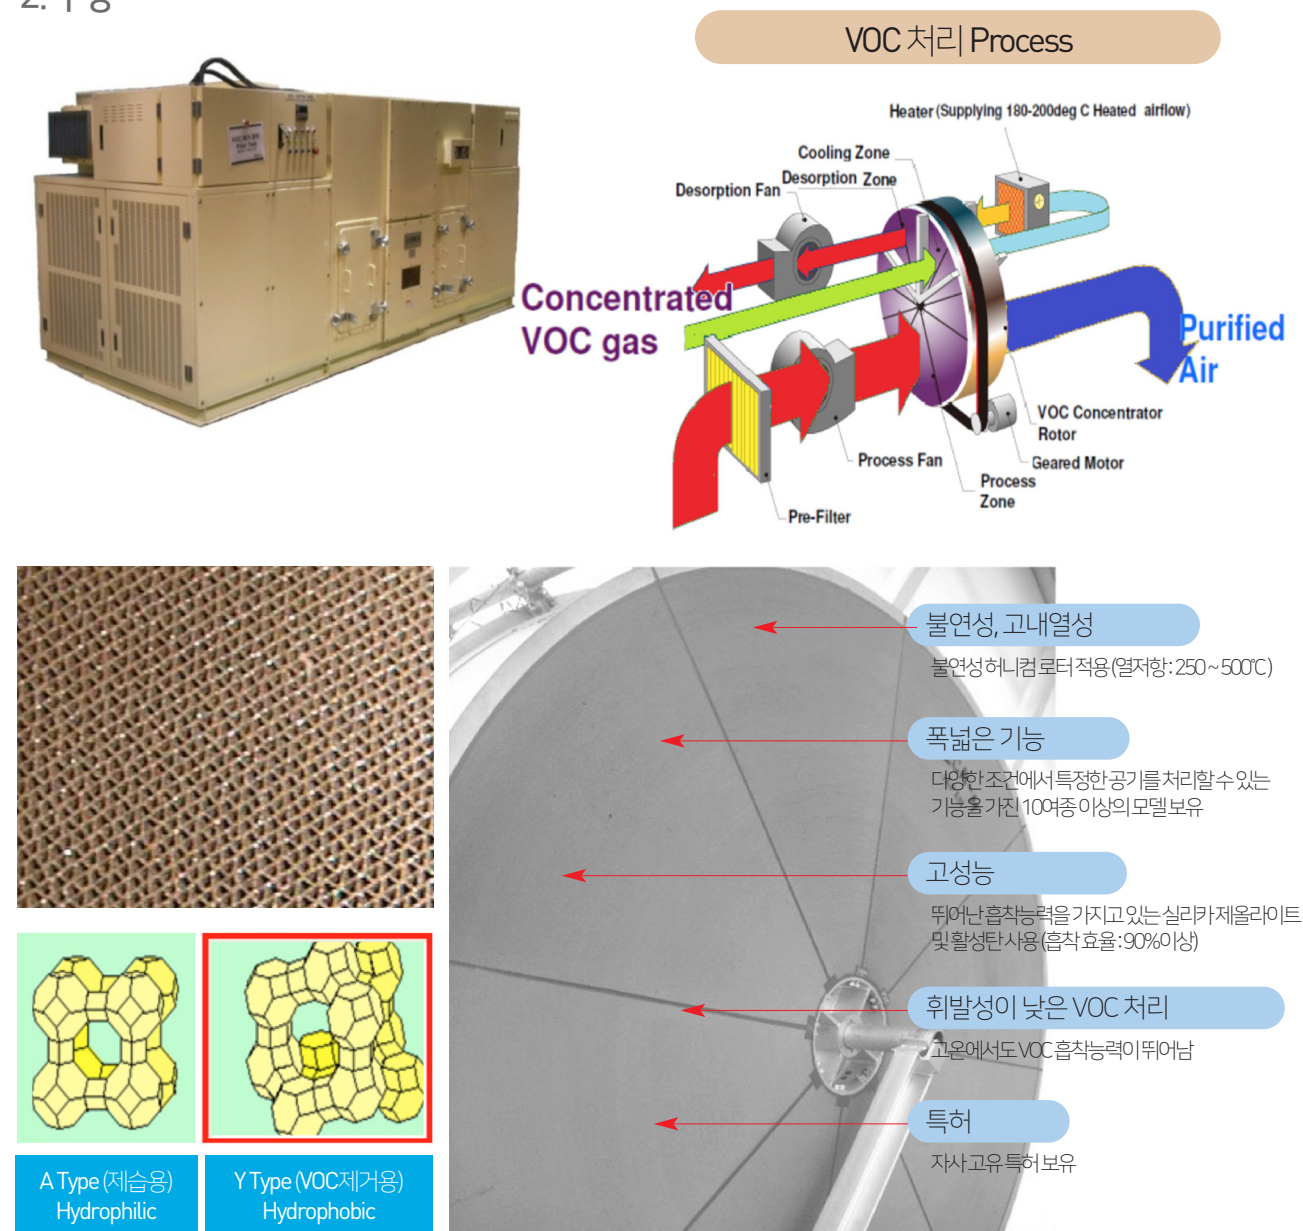 VOC 처리 Process
Heater (Supplying 180-200deg C Heated airflow)
Cooling Zone
Desorption Zone
Desorption Fan
Concentrated
VOC gas
Purified
Air
VOC Concentrator
Rotor
Geared Motor
Process Fan
Process
Zone
Pre-Filter
불연성, 고내열성
불연성 허니컴 로터 적용 (열저항 : 250 ~ 500℃)
폭넓은 기능
다양한 조건에서 특정한 공기를 처리할 수 있는
기능을 가진 10여종 이상의 모델 보유
고성능
뛰어난 흡착능력을 가지고 있는 실리카 제올라이트
및 활성탄 사용 (흡착 효율 : 90%이상)
휘발성이 낮은 VOC 처리
고온에서도 VOC 흡착능력이 뛰어남
특허
자사 고유 특허 보유
A Type (제습용)
Hydrophilic
Y Type (VOC제거용)
Hydrophobic